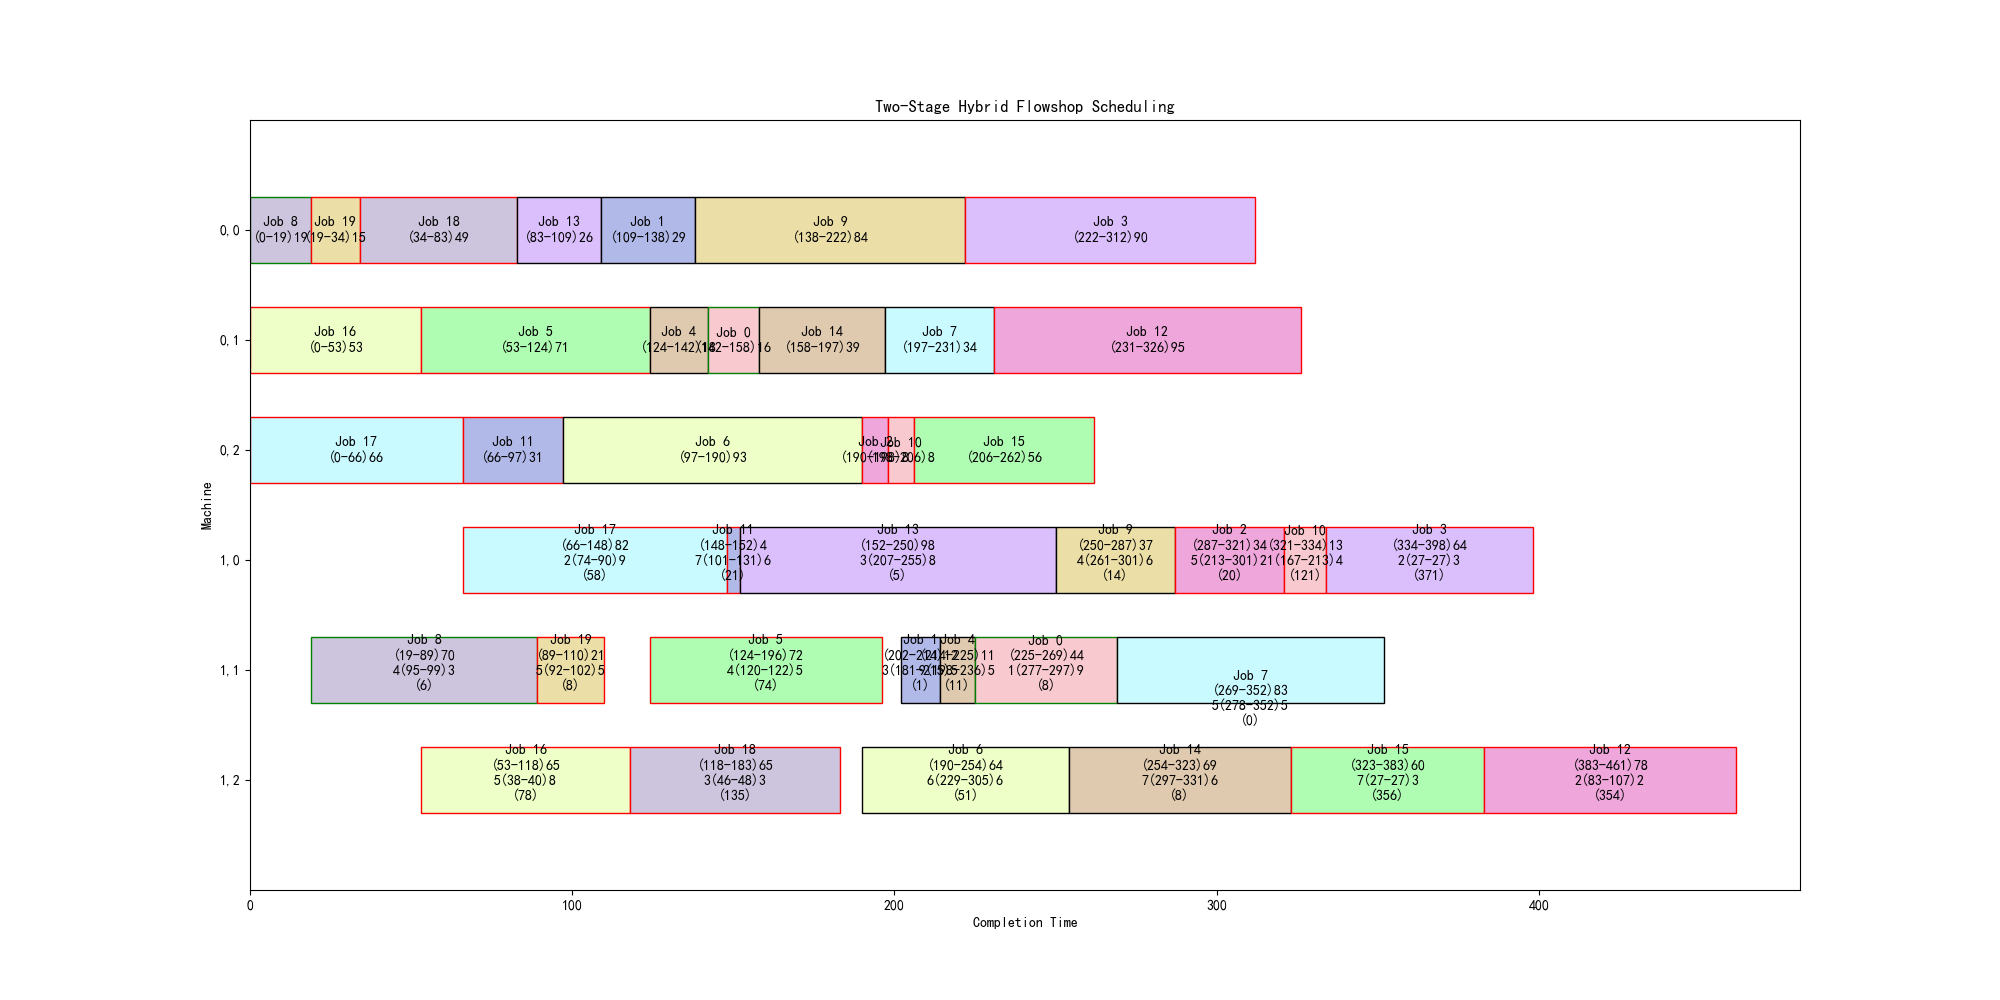 Two-Stage Hybrid Flowshop Scheduling
Machine
0,0
Job 8
(0-19)19
Job 19
(19-34)15
Job 18
(34-83)49
Job 13
(83-109)26
Job 1
(109-138)29
Job 9
(138-222)84
Job 3
(222-312)90
0,1
Job 16
(0-53)53
Job 5
(53-124)71
Job 4
(124-142)18
Job 0
(142-158)16
Job 14
(158-197)39
Job 7
(197-231)34
Job 12
(231-326)95
0,2
Job 17
(0-66)66
Job 11
(66-97)31
Job 6
(97-190)93
Job 2
(190-198)8
Job 10
(198-206)8
Job 15
(206-262)56
1,0
Job 17
(66-148)82
2(74-90)9
(58)
Job 11
(148-152)4
7(101-131)6
(21)
Job 13
(152-250)98
3(207-255)8
(5)
Job 9
(250-287)37
4(261-301)6
(14)
Job 2
(287-321)34
5(213-301)21
(20)
Job 10
(321-334)13
(167-213)4
(121)
Job 3
(334-398)64
2(27-27)3
(371)
1,1
Job 8
(19-89)70
4(95-99)3
(6)
Job 19
(89-110)21
5(92-102)5
(8)
Job 5
(124-196)72
4(120-122)5
(74)
Job 1
(202-214)12
(1)
Job 4
(214-225)11
(11)
Job 0
(225-269)44
1(277-297)9
(8)
Job 7
(269-352)83
5(278-352)5
(0)
1,2
Job 16
(53-118)65
5(38-40)8
(78)
Job 18
(118-183)65
3(46-48)3
(135)
Job 6
(190-254)64
6(229-305)6
(51)
Job 14
(254-323)69
7(297-331)6
(8)
Job 15
(323-383)60
7(27-27)3
(356)
Job 12
(383-461)78
2(83-107)2
(354)
0
100
200
300
400
Completion Time